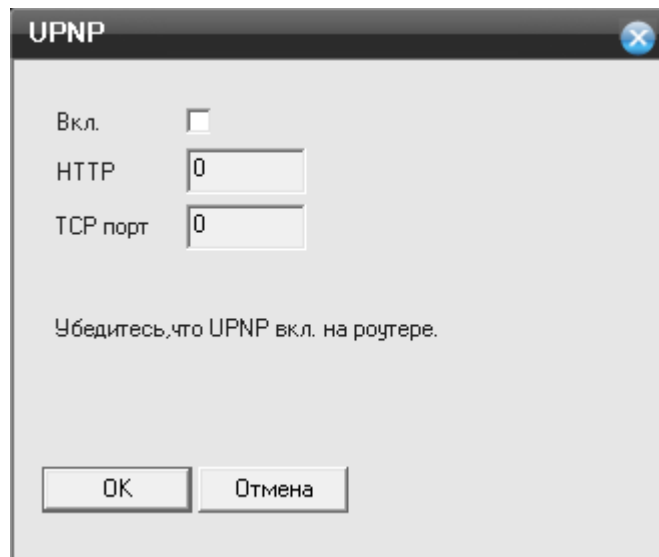 UPNP
Вкл.
HTTP 0
TCP порт 0
Убедитесь,что UPNP вкл. на роутере.
OK Отмена